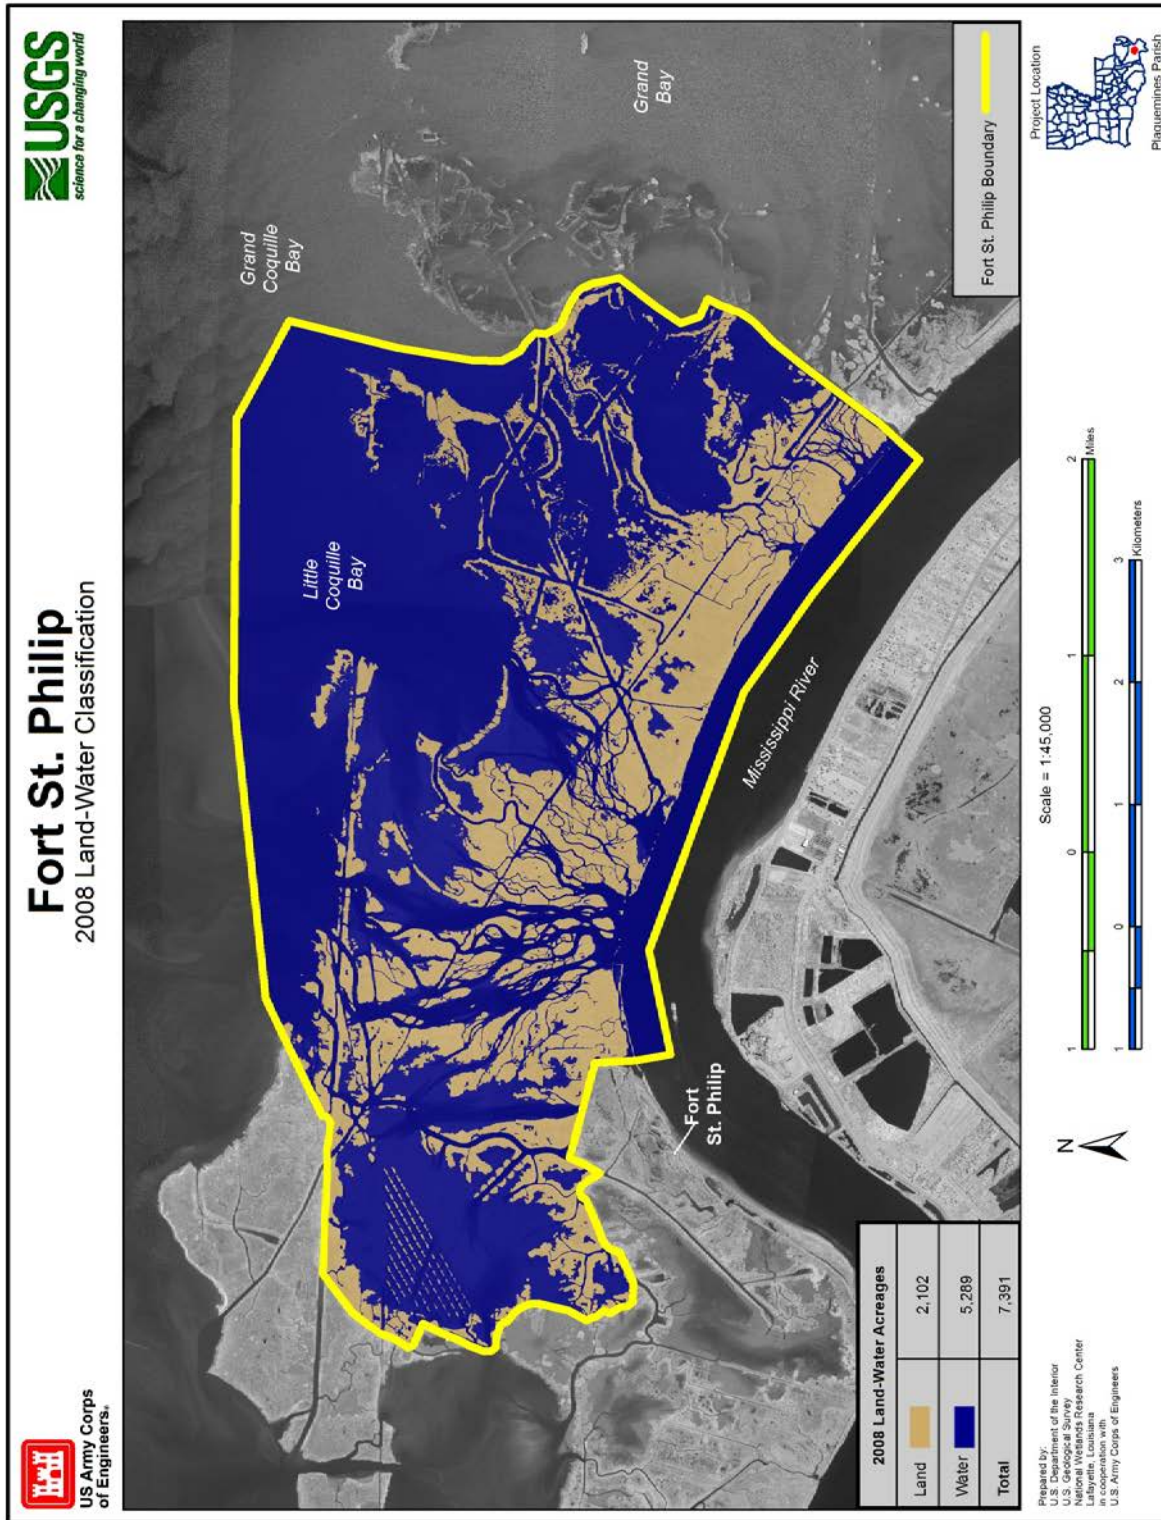 US Army Corps
of Engineers®
Fort St. Philip
2008 Land-Water Classification
USGS
science for a changing world
Grand
Coquille
Bay
Little
Coquille
Bay
Grand
Bay
Mississippi River
Fort
St. Philip
2008 Land-Water Acreages
Land 2,102
Water 5,289
Total 7,391
Fort St. Philip Boundary
Prepared by:
U.S. Department of the Interior
U.S. Geological Survey
National Wetlands Research Center
Lafayette, Louisiana
in cooperation with
U.S. Army Corps of Engineers
N
Scale = 1:45,000
1 0 1 2
Miles
1 0 1 2 3
Kilometers
Project Location
Plaquemines Parish